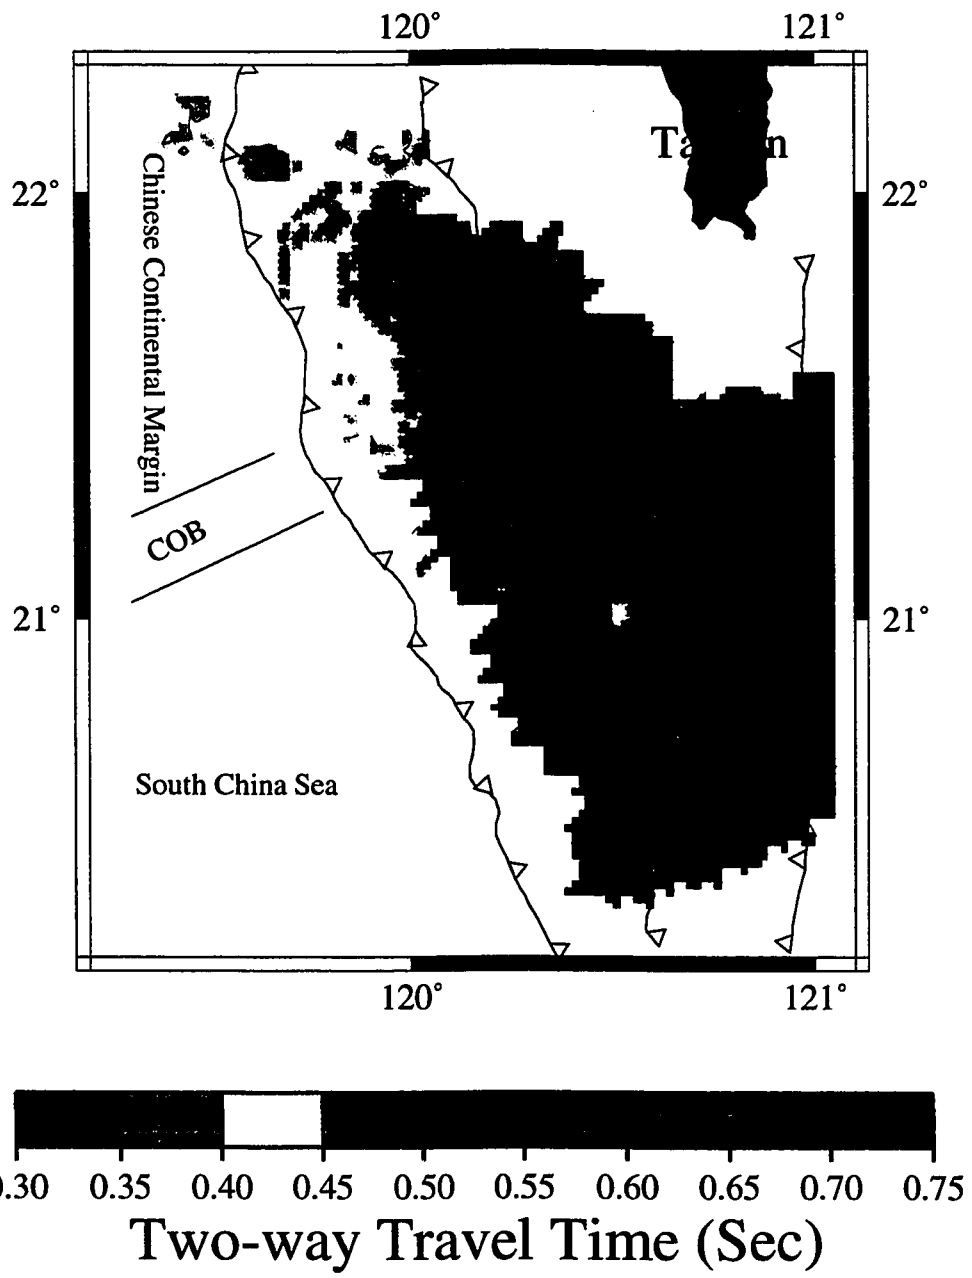 120° 121°
Ta n
22° 22°
Chinese Continental Margin
COB
21° 21°
South China Sea
120° 121°
0.30 0.35 0.40 0.45 0.50 0.55 0.60 0.65 0.70 0.75
Two-way Travel Time (Sec)